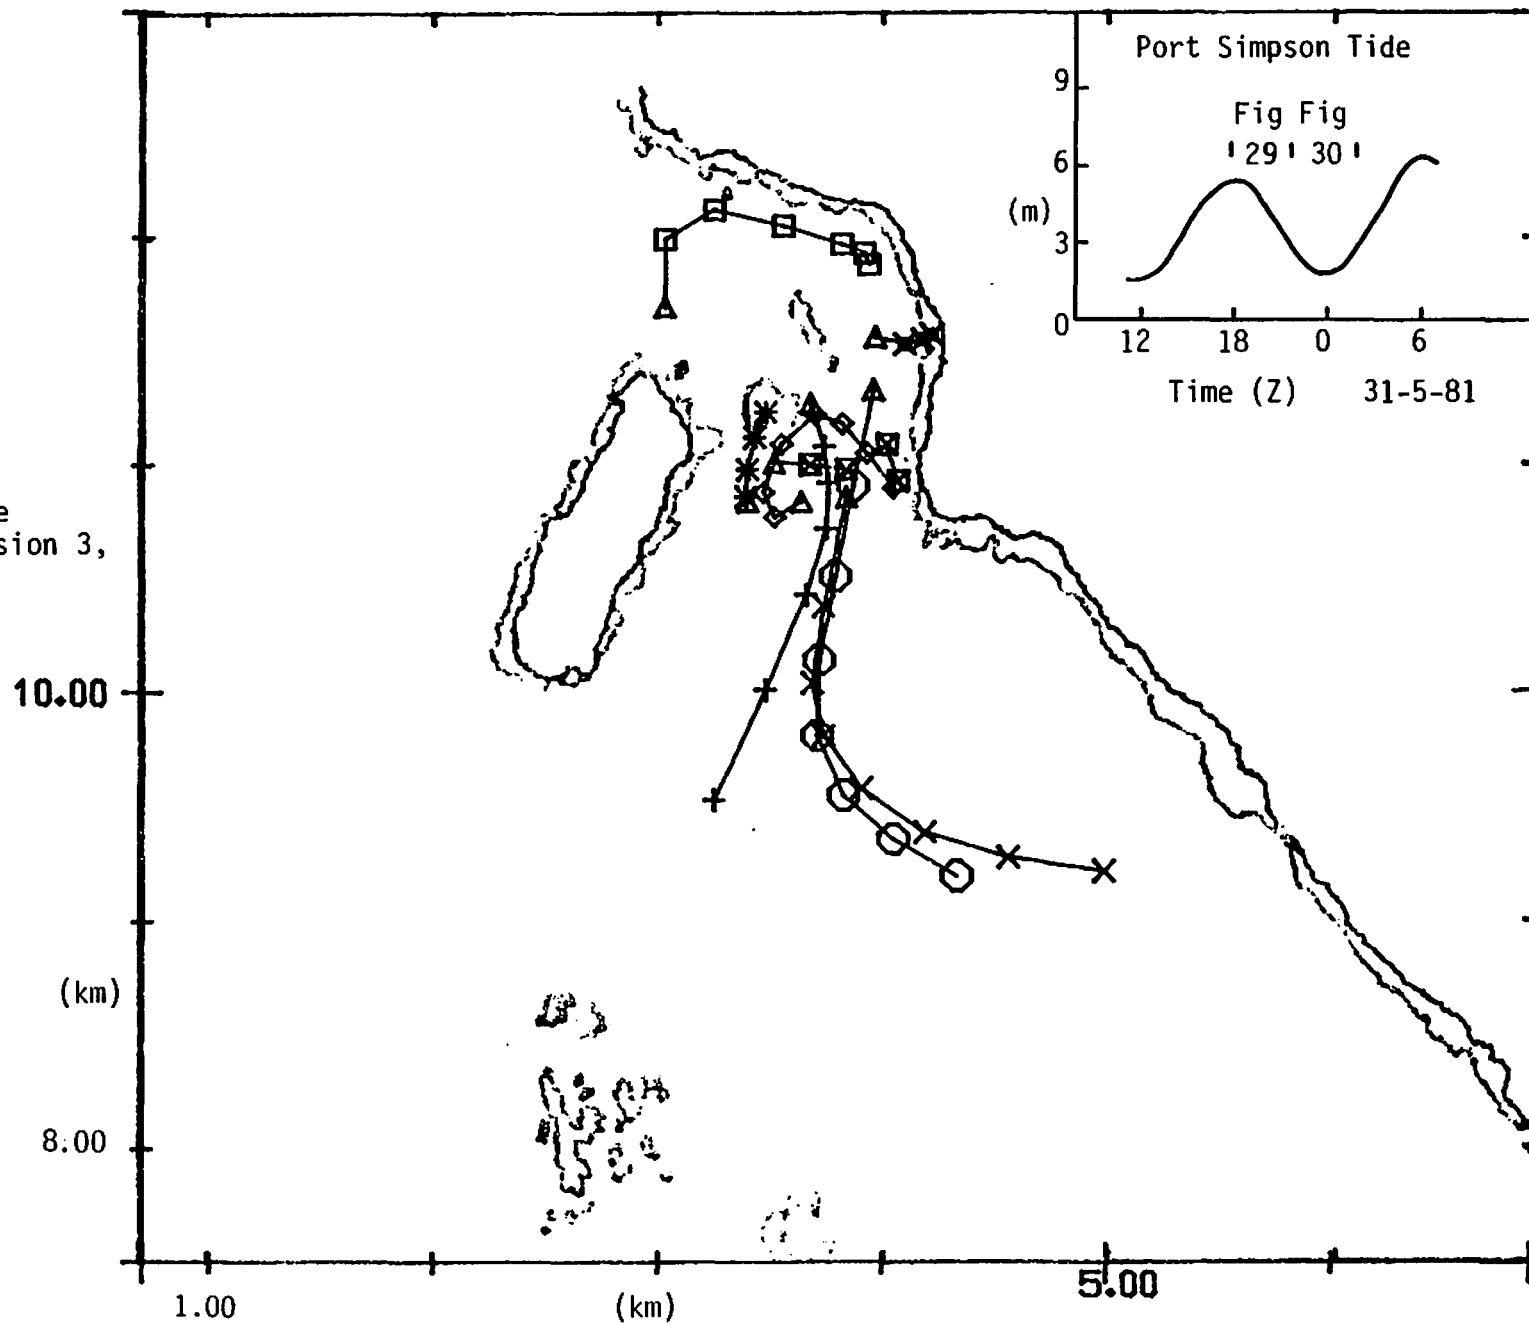 Port Simpson Tide
9
Fig Fig
6
29 30
(m)
3
0
12 18 0 6
Time (Z) 31-5-81
sion 3,
10.00
(km)
8.00
5.00
1.00 (km)